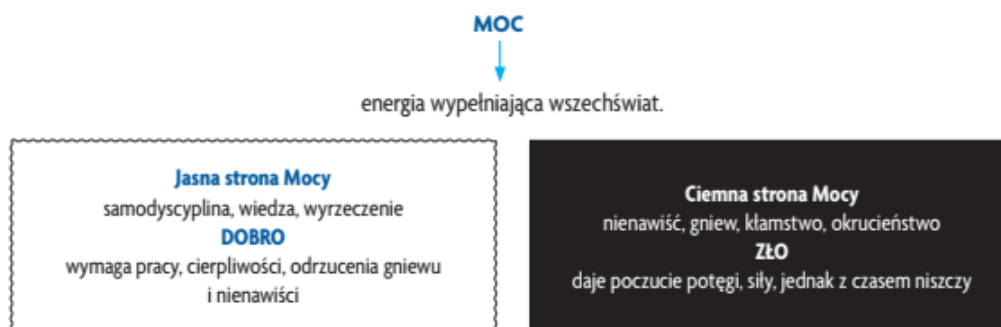 MOC
energia wypełniająca wszechświat.
Jasna strona Mocy
samodyscyplina, wiedza, wyrzeczenie
DOBRO
wymaga pracy, cierpliwości, odrzucenia gniewu
i nienawiści
Ciemna strona Mocy
nienawiść, gniew, kłamstwo, okrucieństwo
ZŁO
daje poczucie potęgi, siły, jednak z czasem niszczy